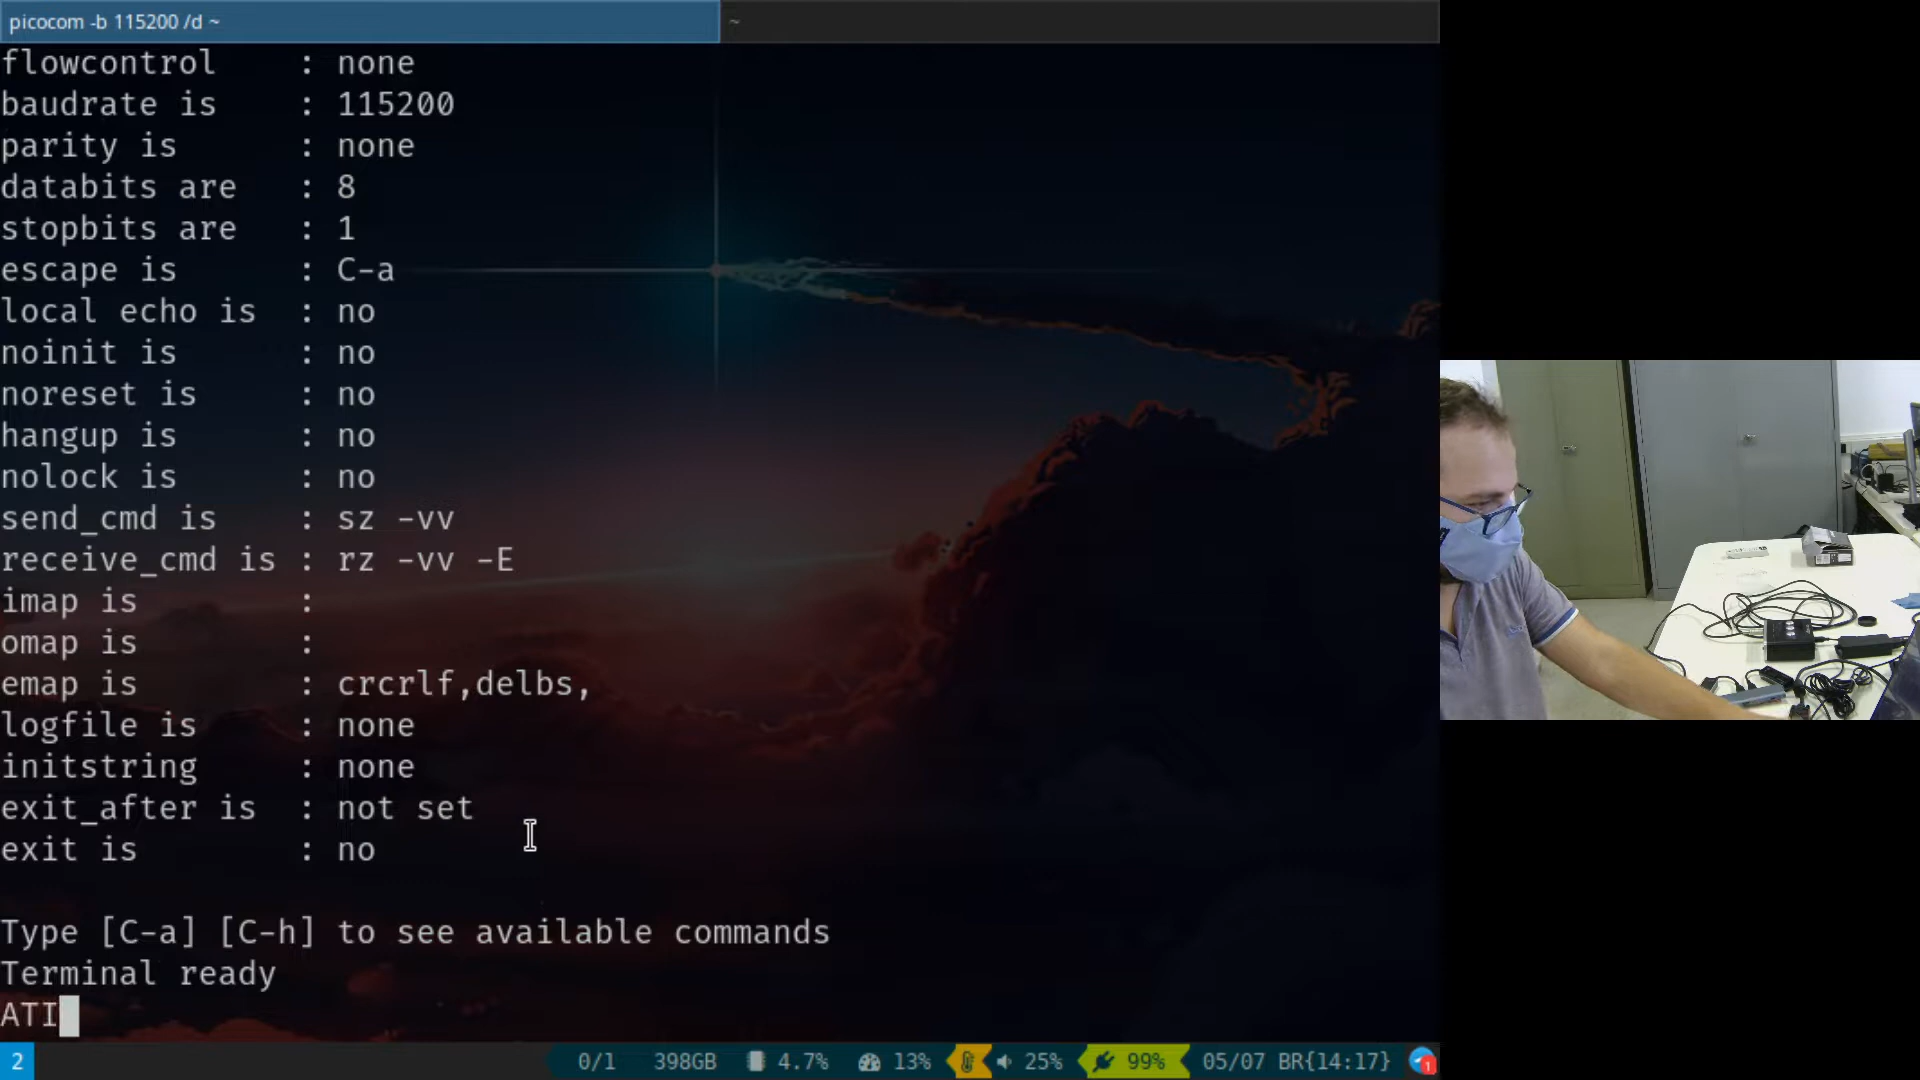 picocom -b 115200 /d ~
~
flowcontrol : none
baudrate is : 115200
parity is : none
databits are : 8
stopbits are : 1
escape is : C-a
local echo is : no
noinit is : no
noreset is : no
hangup is : no
nolock is : no
send_cmd is : sz -vv
receive_cmd is : rz -vv -E
imap is :
omap is :
emap is : crcrlf,delbs,
logfile is : none
initstring : none
exit_after is : not set
exit is : no
Type [C-a] [C-h] to see available commands
Terminal ready
ATI
2 0/1 398GB 4.7% 13% 25% 99% 05/07 BR{14:17} 1